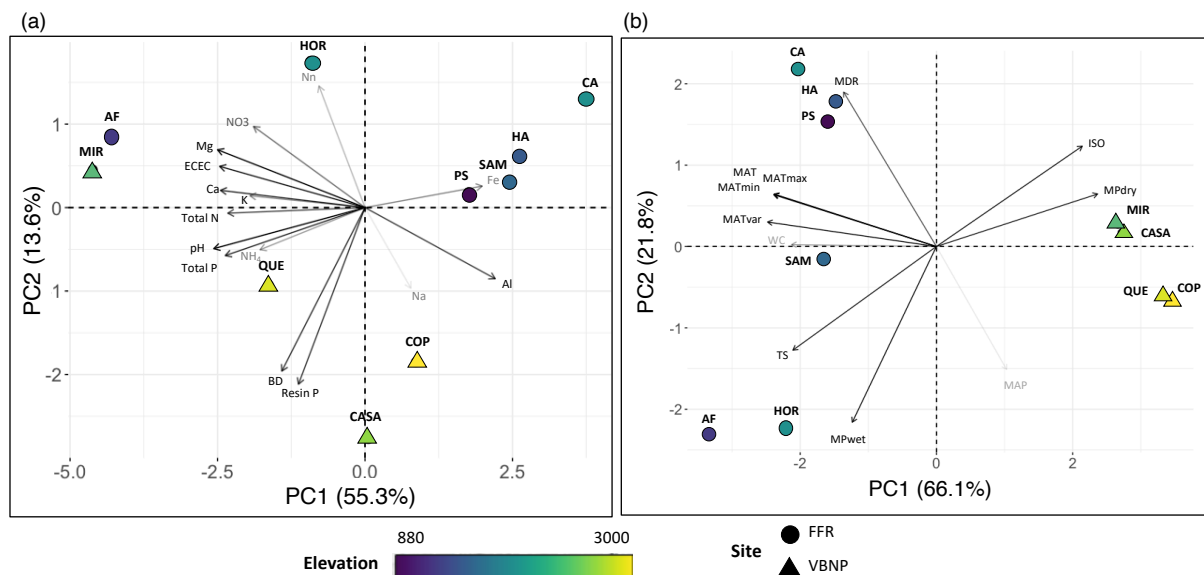 (a)
HOR
Nn
CA
AF
NO3
MIR
Mg
HA
ECEC
SAM
PS
Fe
Ca
K
Total N
pH
NH4
Total P
QUE
Al
Na
COP
BD
Resin P
CASA
1
0
-1
-2
PC2 (13.6%)
-5.0 -2.5 0.0 2.5
PC1 (55.3%)
(b)
CA
MDR
HA
PS
ISO
MAT
MATmax
MATmin
MPdry
MATvar
MIR
CASA
WC
SAM
QUE
COP
TS
MAP
AF
HOR
MPwet
2
1
0
-1
-2
PC2 (21.8%)
-2 0 2
PC1 (66.1%)
880 3000
Elevation
Site
FFR
VBNP